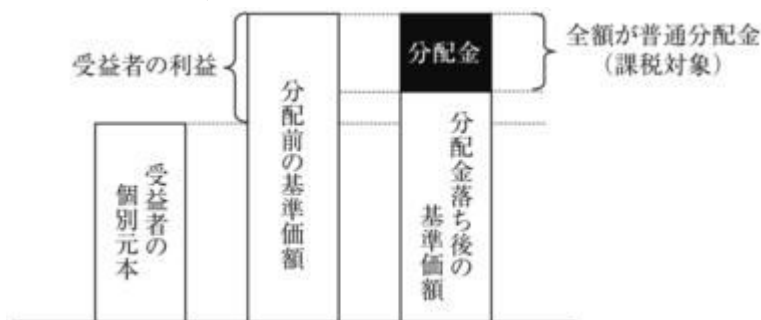 受益者の利益
分配金
全額が普通分配金
（課税対象）
受益者の
個別元本
分配前の基準価額
分配金落ち後の
基準価額